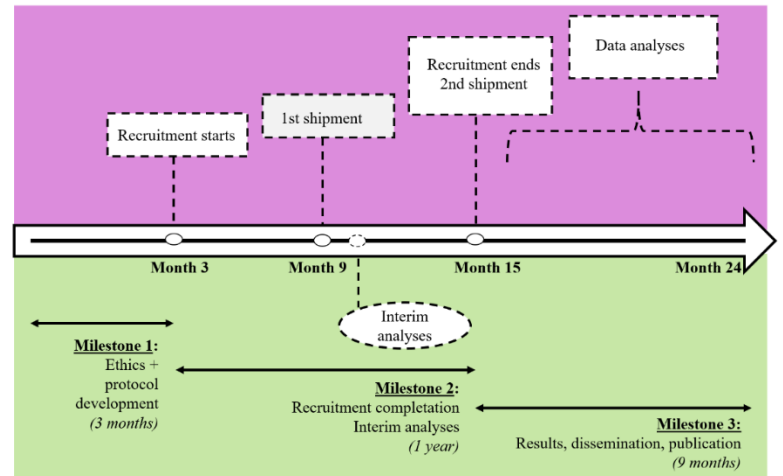 Data analyses
Recruitment ends
2nd shipment
1st shipment
Recruitment starts
Month 3
Month 9
Month 15
Month 24
Interim
analyses
Milestone 1:
Ethics +
protocol
development
(3 months)
Milestone 2:
Recruitment completion
Interim analyses
(1 year)
Milestone 3:
Results, dissemination, publication
(9 months)